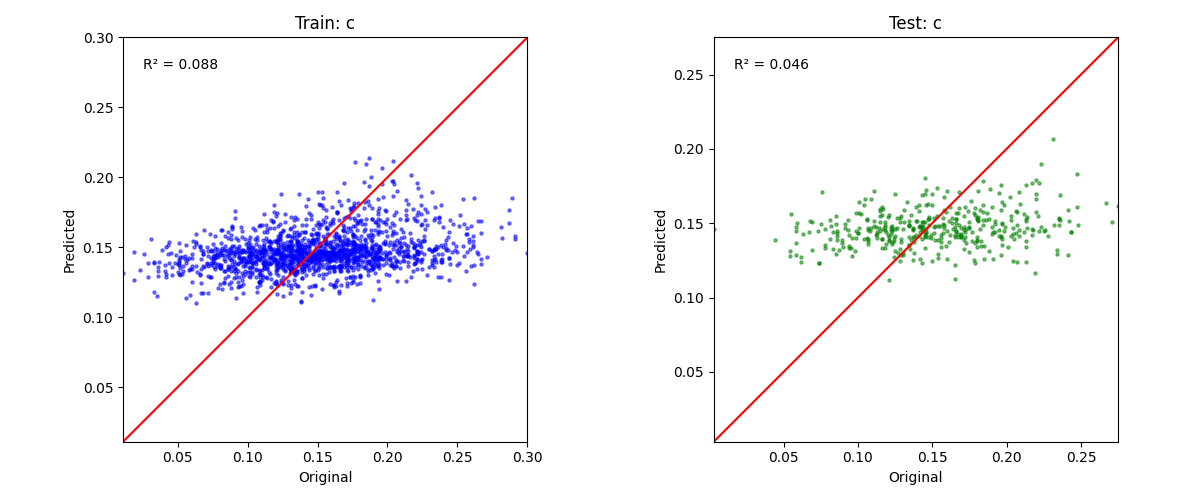 Train: c
R² = 0.088
0.30
0.25
0.20
0.15
0.10
0.05
Predicted
0.05 0.10 0.15 0.20 0.25 0.30
Original
Test: c
R² = 0.046
0.25
0.20
0.15
0.10
0.05
Predicted
0.05 0.10 0.15 0.20 0.25
Original